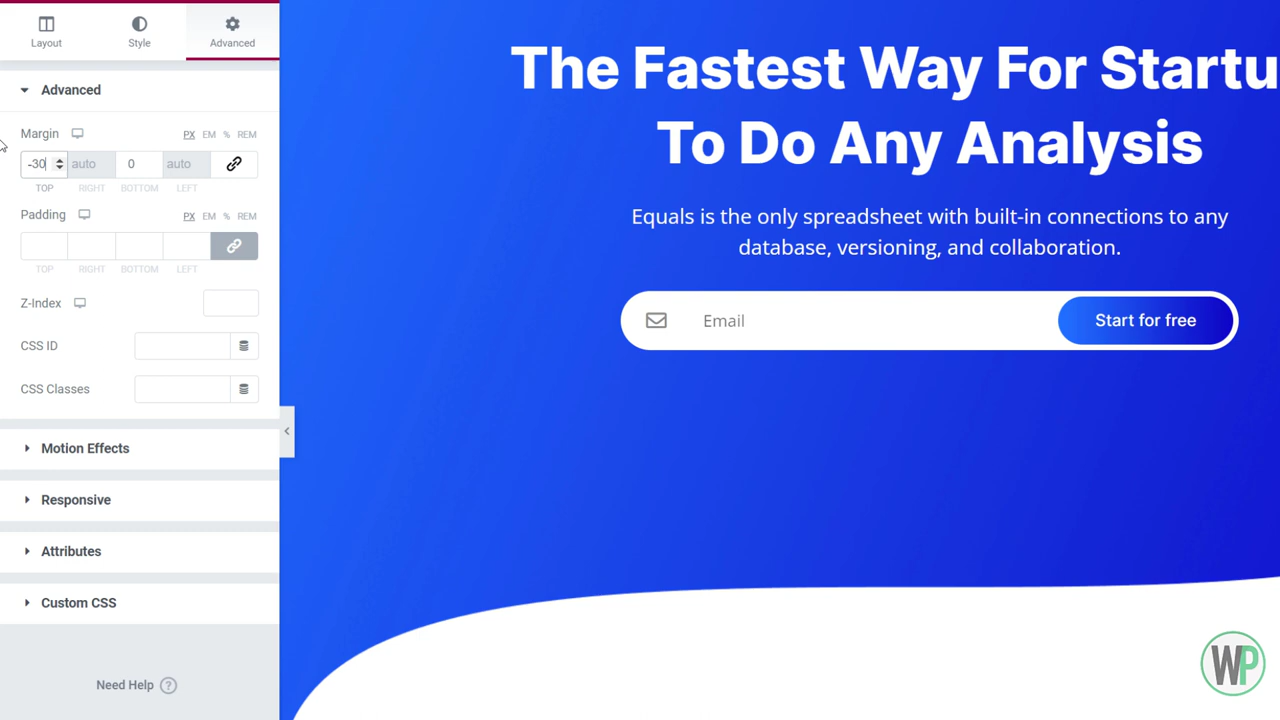 Layout
Style
Advanced
Advanced
Margin
PX EM % REM
-30 auto 0 auto
TOP RIGHT BOTTOM LEFT
Padding
PX EM % REM
TOP RIGHT BOTTOM LEFT
Z-Index
CSS ID
CSS Classes
Motion Effects
Responsive
Attributes
Custom CSS
Need Help ?
The Fastest Way For Startu
To Do Any Analysis
Equals is the only spreadsheet with built-in connections to any
database, versioning, and collaboration.
Email
Start for free
WP